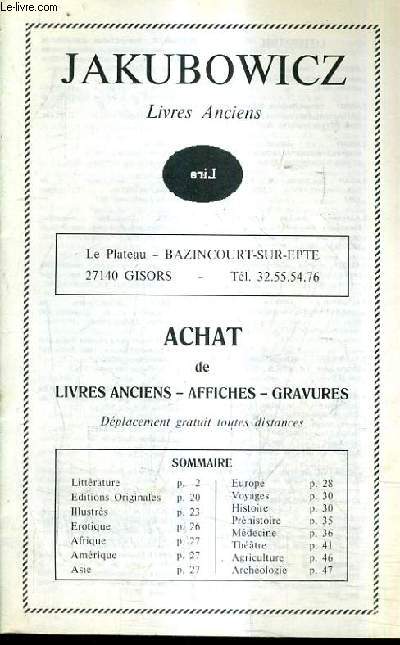 © Le-livre.com
JAKUBOWICZ
Livres Anciens
Lire
Le Plateau – BAZINCOURT-SUR-EPTE
27140 GISORS – Tél. 32.55.54.76
ACHAT
de
LIVRES ANCIENS – AFFICHES – GRAVURES
Déplacement gratuit toutes distances
SOMMAIRE
Littérature p. 2
Editions Originales p. 20
Illustrés p. 23
Erotique p. 26
Afrique p. 27
Amérique p. 27
Asie p. 27
Europe p. 28
Voyages p. 30
Histoire p. 30
Préhistoire p. 35
Médecine p. 36
Théâtre p. 41
Agriculture p. 46
Archéologie p. 47